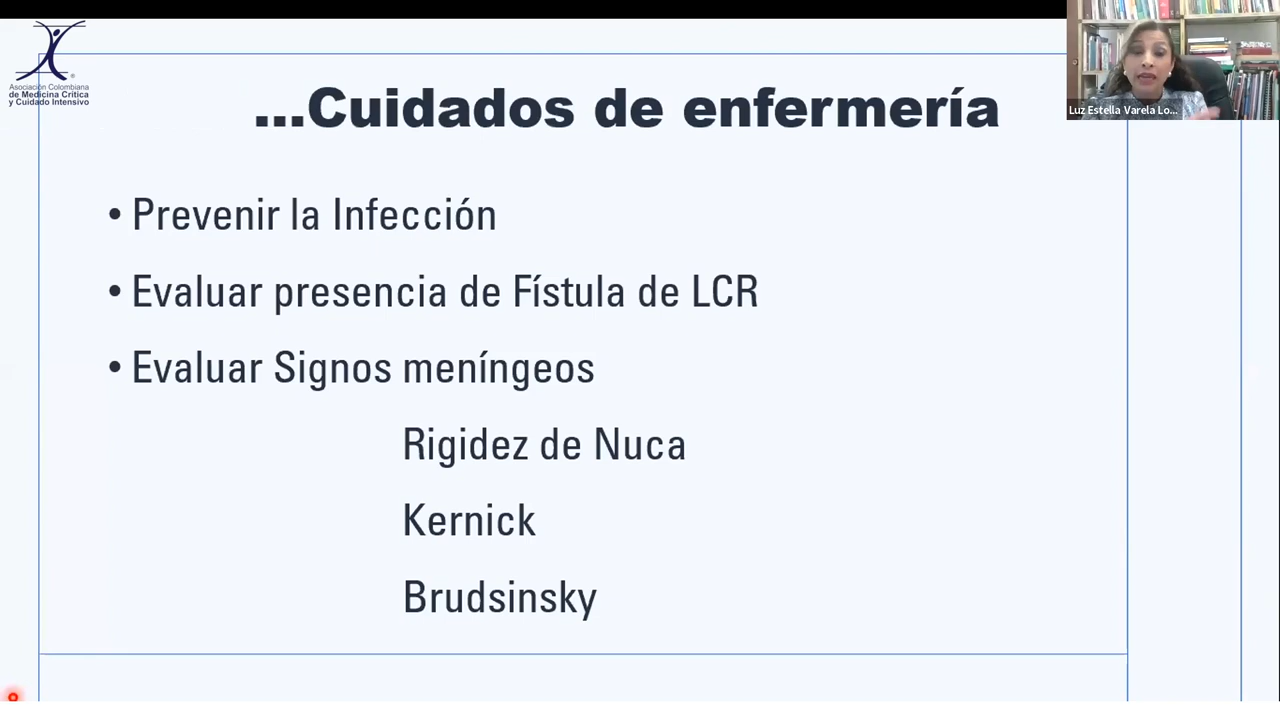 Asociación Colombiana
de Medicina Crítica
y Cuidado Intensivo
...Cuidados de enfermería
Luz Estella Varela Lo...
• Prevenir la Infección
• Evaluar presencia de Fístula de LCR
• Evaluar Signos meníngeos
Rigidez de Nuca
Kernick
Brudsinsky